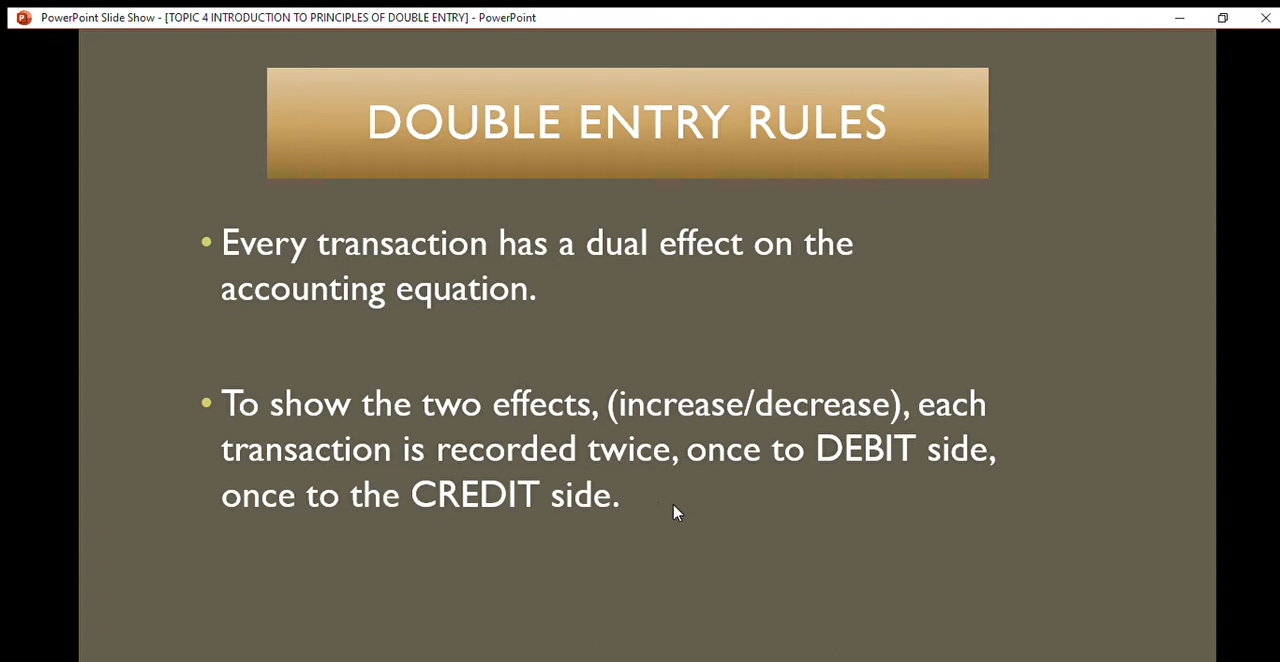 PowerPoint Slide Show - [TOPIC 4 INTRODUCTION TO PRINCIPLES OF DOUBLE ENTRY] - PowerPoint
DOUBLE ENTRY RULES
• Every transaction has a dual effect on the
accounting equation.
• To show the two effects, (increase/decrease), each
transaction is recorded twice, once to DEBIT side,
once to the CREDIT side.